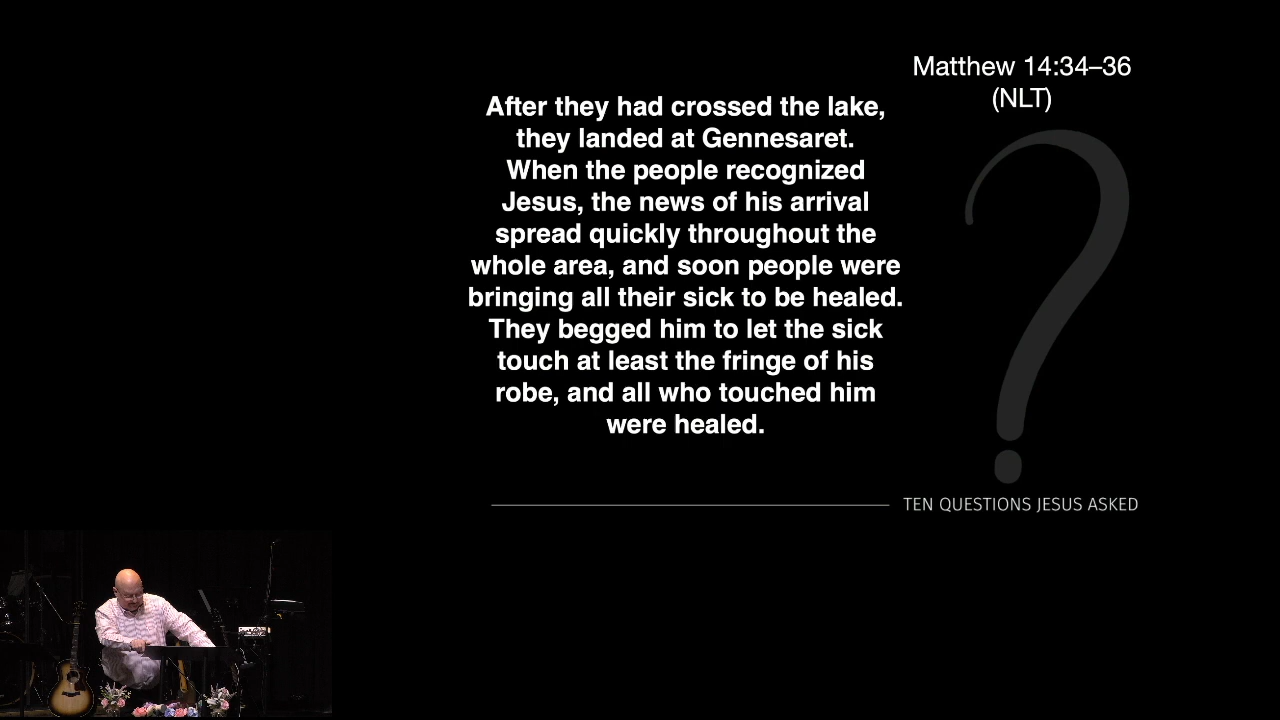 Matthew 14:34–36
(NLT)
After they had crossed the lake,
they landed at Gennesaret.
When the people recognized
Jesus, the news of his arrival
spread quickly throughout the
whole area, and soon people were
bringing all their sick to be healed.
They begged him to let the sick
touch at least the fringe of his
robe, and all who touched him
were healed.
?
TEN QUESTIONS JESUS ASKED